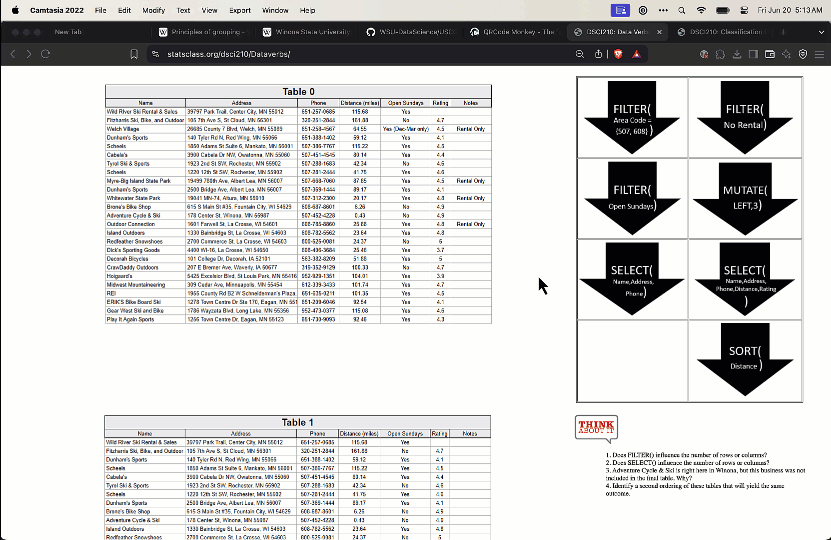 Camtasia 2022 File Edit Modify Text View Export Window Help Fri Jun 20 5:13 AM
New Tab Principles of grouping - Winona State University WSU-DataScience/USC QRCode Monkey - The DSCI210: Data Verbs DSCI210: Classification
statsclass.org/dsci210/Dataverbs/
Table 0
Name Address Phone Distance (miles) Open Sundays Rating Notes
Wild River Ski Rental & Sales 39797 Park Trail, Center City, MN 55012 651-257-0685 115.68 Yes
Fitzharris Ski, Bike, and Outdoor 105 7th Ave S, St Cloud, MN 56301 320-251-2844 161.88 No 4.7
Welch Village 26685 County 7 Blvd, Welch, MN 55089 651-258-4567 64.55 Yes (Dec-Mar only) 4.5 Rental Only
Dunham's Sports 140 Tyler Rd N, Red Wing, MN 55066 651-388-1402 59.12 Yes 4.1
Scheels 1850 Adams St Suite 6, Mankato, MN 56001 507-386-7767 115.22 Yes 4.5
Cabela's 3900 Cabela Dr NW, Owatonna, MN 55060 507-451-4545 80.14 Yes 4.4
Tyrol Ski & Sports 1923 2nd St SW, Rochester, MN 55902 507-288-1683 42.34 No 4.6
Scheels 1220 12th St SW, Rochester, MN 55902 507-281-2444 41.75 Yes 4.6
Myre-Big Island State Park 19499 780th Ave, Albert Lea, MN 56007 507-668-7060 87.85 Yes 4.5 Rental Only
Dunham's Sports 2500 Bridge Ave, Albert Lea, MN 56007 507-369-1444 89.17 Yes 4.1
Whitewater State Park 19041 MN-74, Altura, MN 55910 507-312-2300 20.17 Yes 4.8 Rental Only
Brone's Bike Shop 615 S Main St #35, Fountain City, WI 54629 608-687-8601 6.26 No 4.9
Adventure Cycle & Ski 178 Center St, Winona, MN 55987 507-452-4228 0.43 No 4.9
Outdoor Connection 1601 Farwell St, La Crosse, WI 54601 608-785-8860 25.86 Yes 4.8 Rental Only
Island Outdoors 1330 Bainbridge St, La Crosse, WI 54603 608-782-5562 23.64 Yes 4.8
Redfeather Snowshoes 2700 Commerce St, La Crosse, WI 54603 800-525-0081 24.37 No 5
Dick's Sporting Goods 4400 WI-16, La Crosse, WI 54650 608-406-3684 25.46 Yes 3.7
Decorah Bicycles 101 College Dr, Decorah, IA 52101 563-382-8209 51.88 Yes 5
CrawDaddy Outdoors 207 E Bremer Ave, Waverly, IA 50677 319-352-9129 100.33 No 4.7
Hoigaard's 5425 Excelsior Blvd, St Louis Park, MN 55416 952-929-1351 104.01 Yes 3.9
Midwest Mountaineering 309 Cedar Ave, Minneapolis, MN 55454 612-339-3433 101.74 Yes 4.7
REI 1955 County Rd B2 W Schneiderman's Plaza, 651-635-0211 101.35 Yes 4.5
ERIK'S Bike Board Ski 1278 Town Centre Dr Ste 170, Eagan, MN 551 651-209-6046 92.54 Yes 4.1
Gear West Ski and Bike 1786 Wayzata Blvd, Long Lake, MN 55356 952-473-0377 115.08 Yes 4.6
Play It Again Sports 1255 Town Centre Dr, Eagan, MN 55123 651-730-9093 92.46 Yes 4.3
Table 1
Name Address Phone Distance (miles) Open Sundays Rating Notes
Wild River Ski Rental & Sales 39797 Park Trail, Center City, MN 55012 651-257-0685 115.68 Yes
Fitzharris Ski, Bike, and Outdoor 105 7th Ave S, St Cloud, MN 56301 320-251-2844 161.88 No 4.7
Dunham's Sports 140 Tyler Rd N, Red Wing, MN 55066 651-388-1402 59.12 Yes 4.1
Scheels 1850 Adams St Suite 6, Mankato, MN 56001 507-386-7767 115.22 Yes 4.5
Cabela's 3900 Cabela Dr NW, Owatonna, MN 55060 507-451-4545 80.14 Yes 4.4
Tyrol Ski & Sports 1923 2nd St SW, Rochester, MN 55902 507-288-1683 42.34 No 4.6
Scheels 1220 12th St SW, Rochester, MN 55902 507-281-2444 41.75 Yes 4.6
Dunham's Sports 2500 Bridge Ave, Albert Lea, MN 56007 507-369-1444 89.17 Yes 4.1
Brone's Bike Shop 615 S Main St #35, Fountain City, WI 54629 608-687-8601 6.26 No 4.9
Adventure Cycle & Ski 178 Center St, Winona, MN 55987 507-452-4228 0.43 No 4.9
Island Outdoors 1330 Bainbridge St, La Crosse, WI 54603 608-782-5562 23.64 Yes 4.8
Redfeather Snowshoes 2700 Commerce St, La Crosse, WI 54603 800-525-0081 24.37 No 5
FILTER(
Area Code =
{507, 608} )
FILTER(
No Rental)
FILTER(
Open Sundays)
MUTATE(
LEFT,3)
SELECT(
Name,Address,
Phone)
SELECT(
Name,Address,
Phone,Distance,Rating
)
SORT(
Distance )
THINK
ABOUT IT
1. Does FILTER() influence the number of rows or columns?
2. Does SELECT() influence the number of rows or columns?
3. Adventure Cycle & Ski is right here in Winona, but this business was not
included in the final table. Why?
4. Identify a second ordering of these tables that will yield the same
outcome.